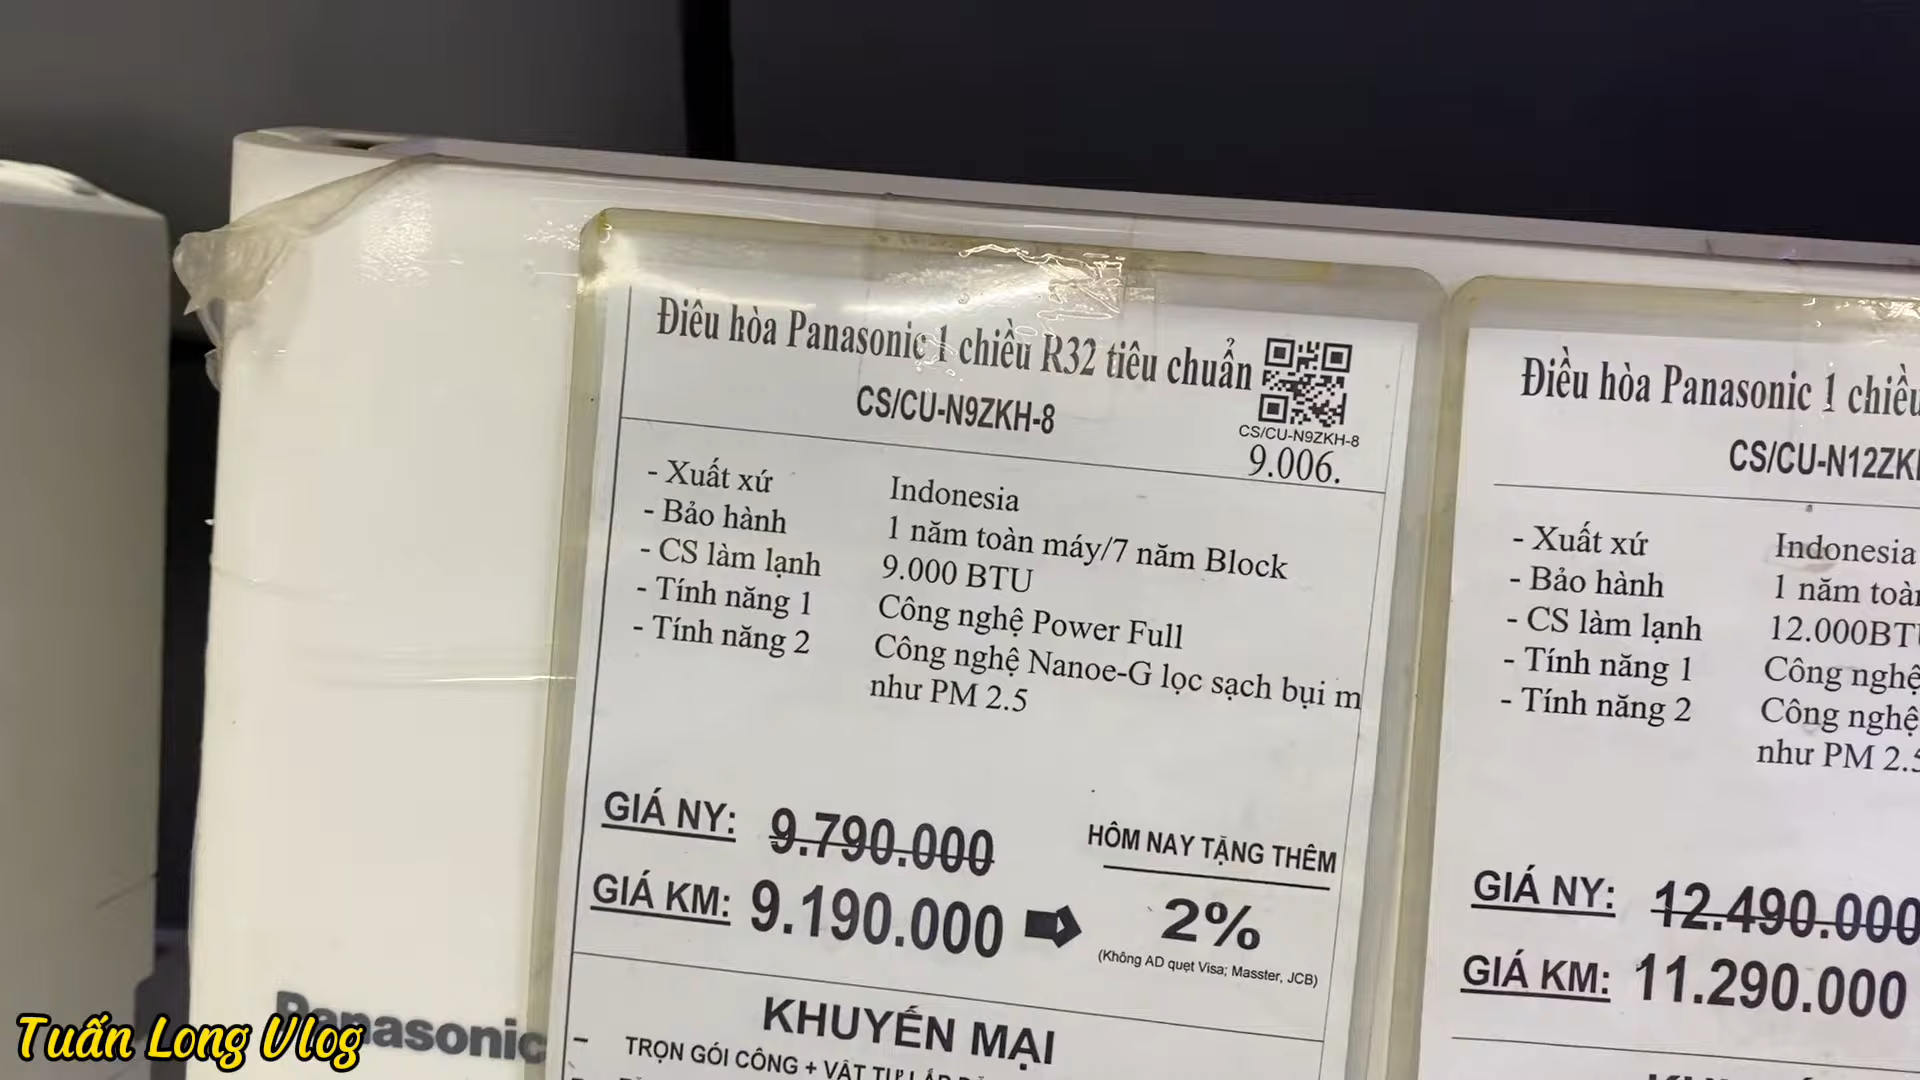 Điều hòa Panasonic 1 chiều R32 tiêu chuẩn
CS/CU-N9ZKH-8
CS/CU-N9ZKH-8
9.006.
- Xuất xứ Indonesia
- Bảo hành 1 năm toàn máy/7 năm Block
- CS làm lạnh 9.000 BTU
- Tính năng 1 Công nghệ Power Full
- Tính năng 2 Công nghệ Nanoe-G lọc sạch bụi m
như PM 2.5
GIÁ NY: 9.790.000
HÔM NAY TẶNG THÊM
GIÁ KM: 9.190.000
2%
(Không AD quẹt Visa; Masster, JCB)
KHUYẾN MẠI
- TRỌN GÓI CÔNG + VẬT TƯ
Điều hòa Panasonic 1 chiều
CS/CU-N12ZK
- Xuất xứ Indonesia
- Bảo hành 1 năm toàn
- CS làm lạnh 12.000BTU
- Tính năng 1 Công nghệ
- Tính năng 2 Công nghệ
như PM 2.5
GIÁ NY: 12.490.000
GIÁ KM: 11.290.000
Panasonic
Tuấn Long Vlog